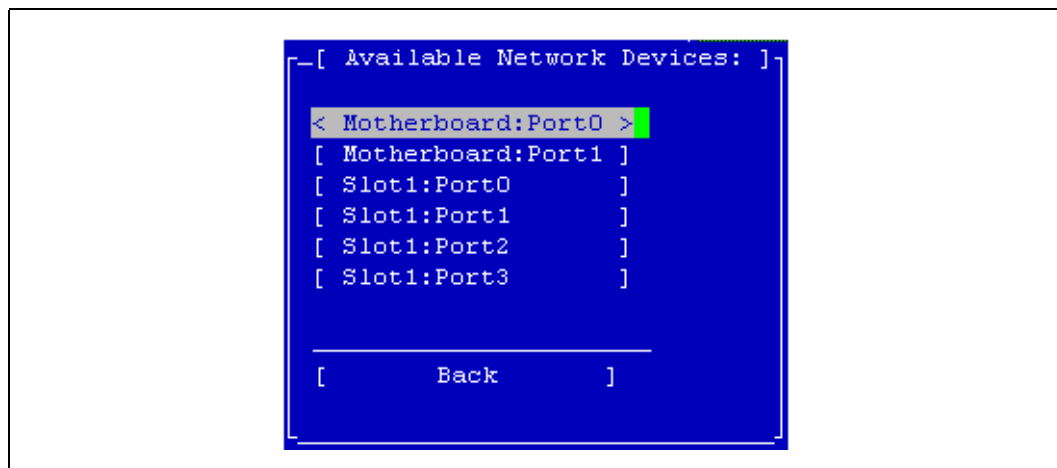 [ Available Network Devices: ]
< Motherboard:Port0 >
[ Motherboard:Port1 ]
[ Slot1:Port0 ]
[ Slot1:Port1 ]
[ Slot1:Port2 ]
[ Slot1:Port3 ]
[ Back ]